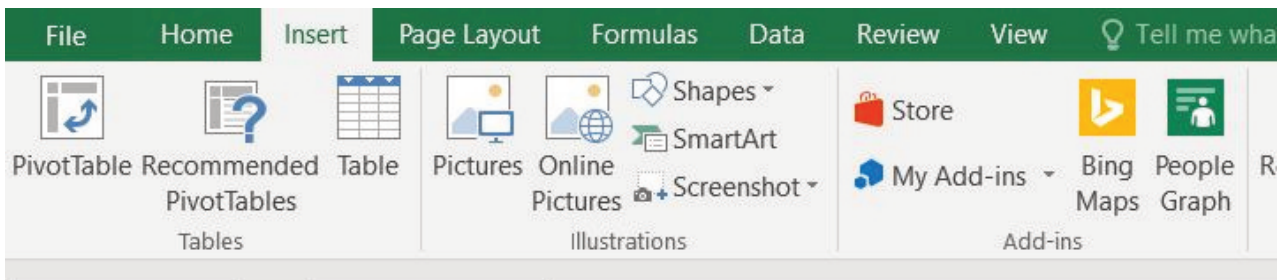 File Home Insert Page Layout Formulas Data Review View Tell me wha
PivotTable
Recommended
PivotTables
Table
Tables
Pictures
Online
Pictures
Shapes
SmartArt
Screenshot
Illustrations
Store
My Add-ins
Bing
Maps
People
Graph
Add-ins